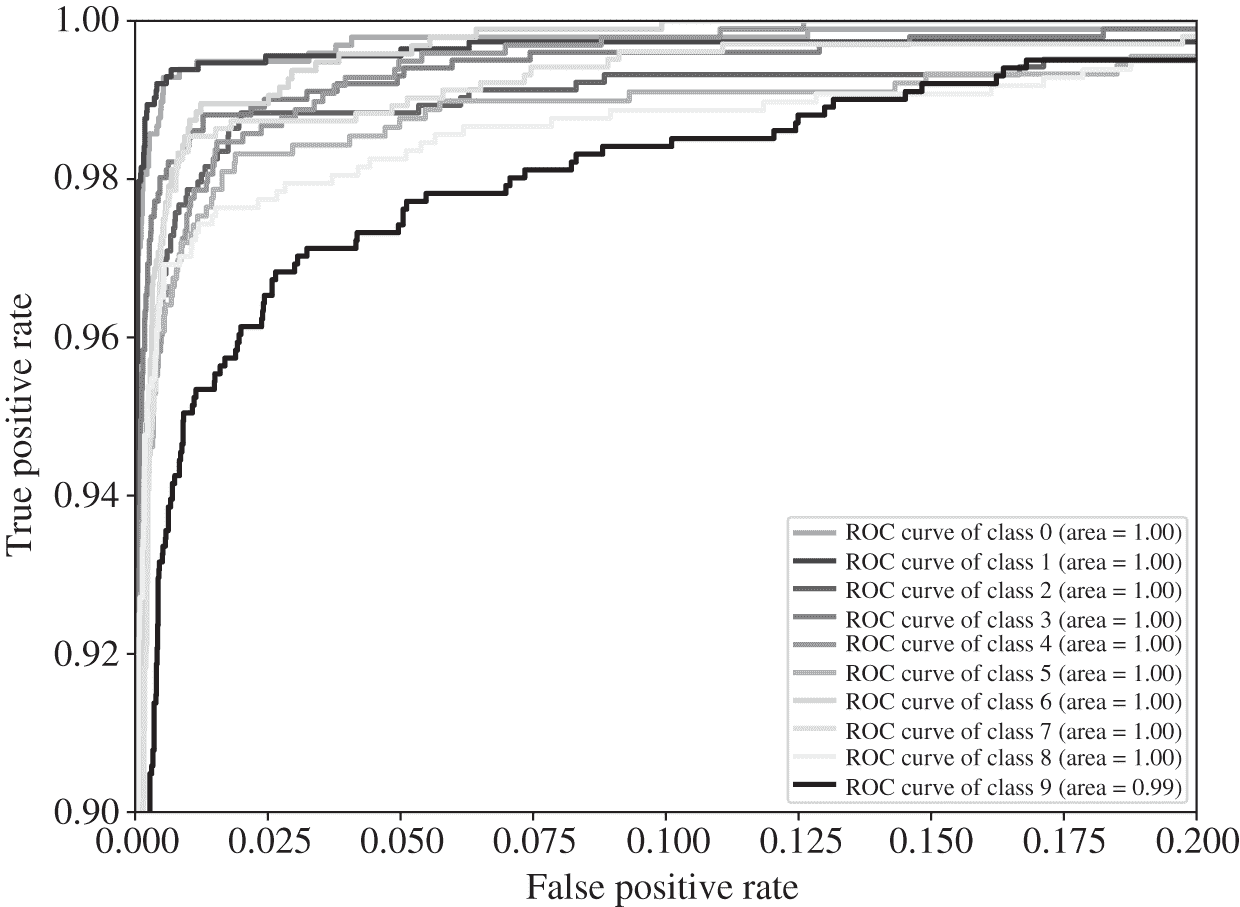 1.00
0.98
0.96
0.94
0.92
0.90
True positive rate
ROC curve of class 0 (area = 1.00)
ROC curve of class 1 (area = 1.00)
ROC curve of class 2 (area = 1.00)
ROC curve of class 3 (area = 1.00)
ROC curve of class 4 (area = 1.00)
ROC curve of class 5 (area = 1.00)
ROC curve of class 6 (area = 1.00)
ROC curve of class 7 (area = 1.00)
ROC curve of class 8 (area = 1.00)
ROC curve of class 9 (area = 0.99)
0.000 0.025 0.050 0.075 0.100 0.125 0.150 0.175 0.200
False positive rate